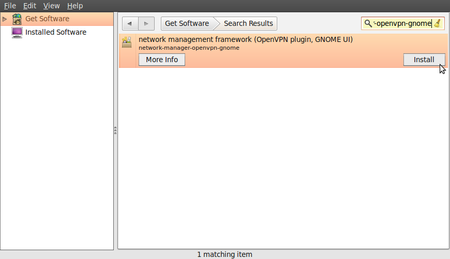 File Edit View Help
Get Software
Installed Software
Get Software Search Results
-openvpn-gnome
network management framework (OpenVPN plugin, GNOME UI)
network-manager-openvpn-gnome
More Info Install
1 matching item